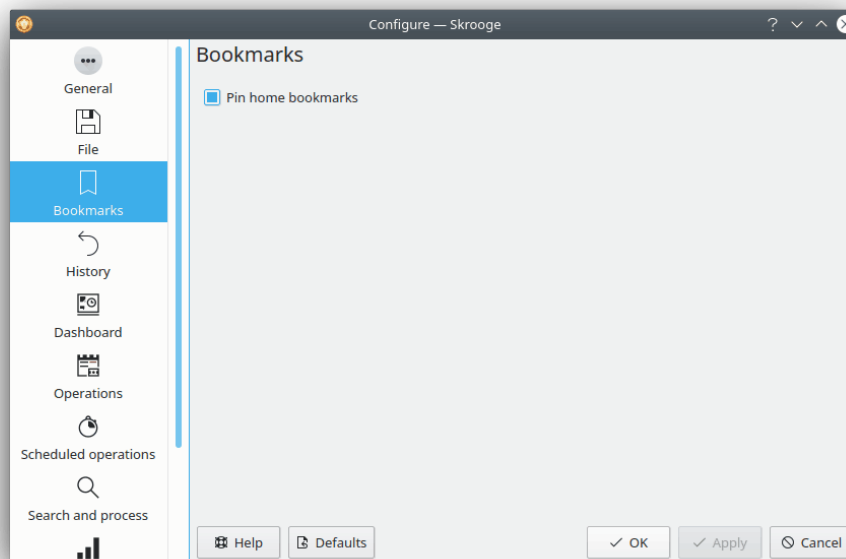 Configure — Skrooge
General
File
Bookmarks
History
Dashboard
Operations
Scheduled operations
Search and process
Bookmarks
Pin home bookmarks
Help
Defaults
OK
Apply
Cancel